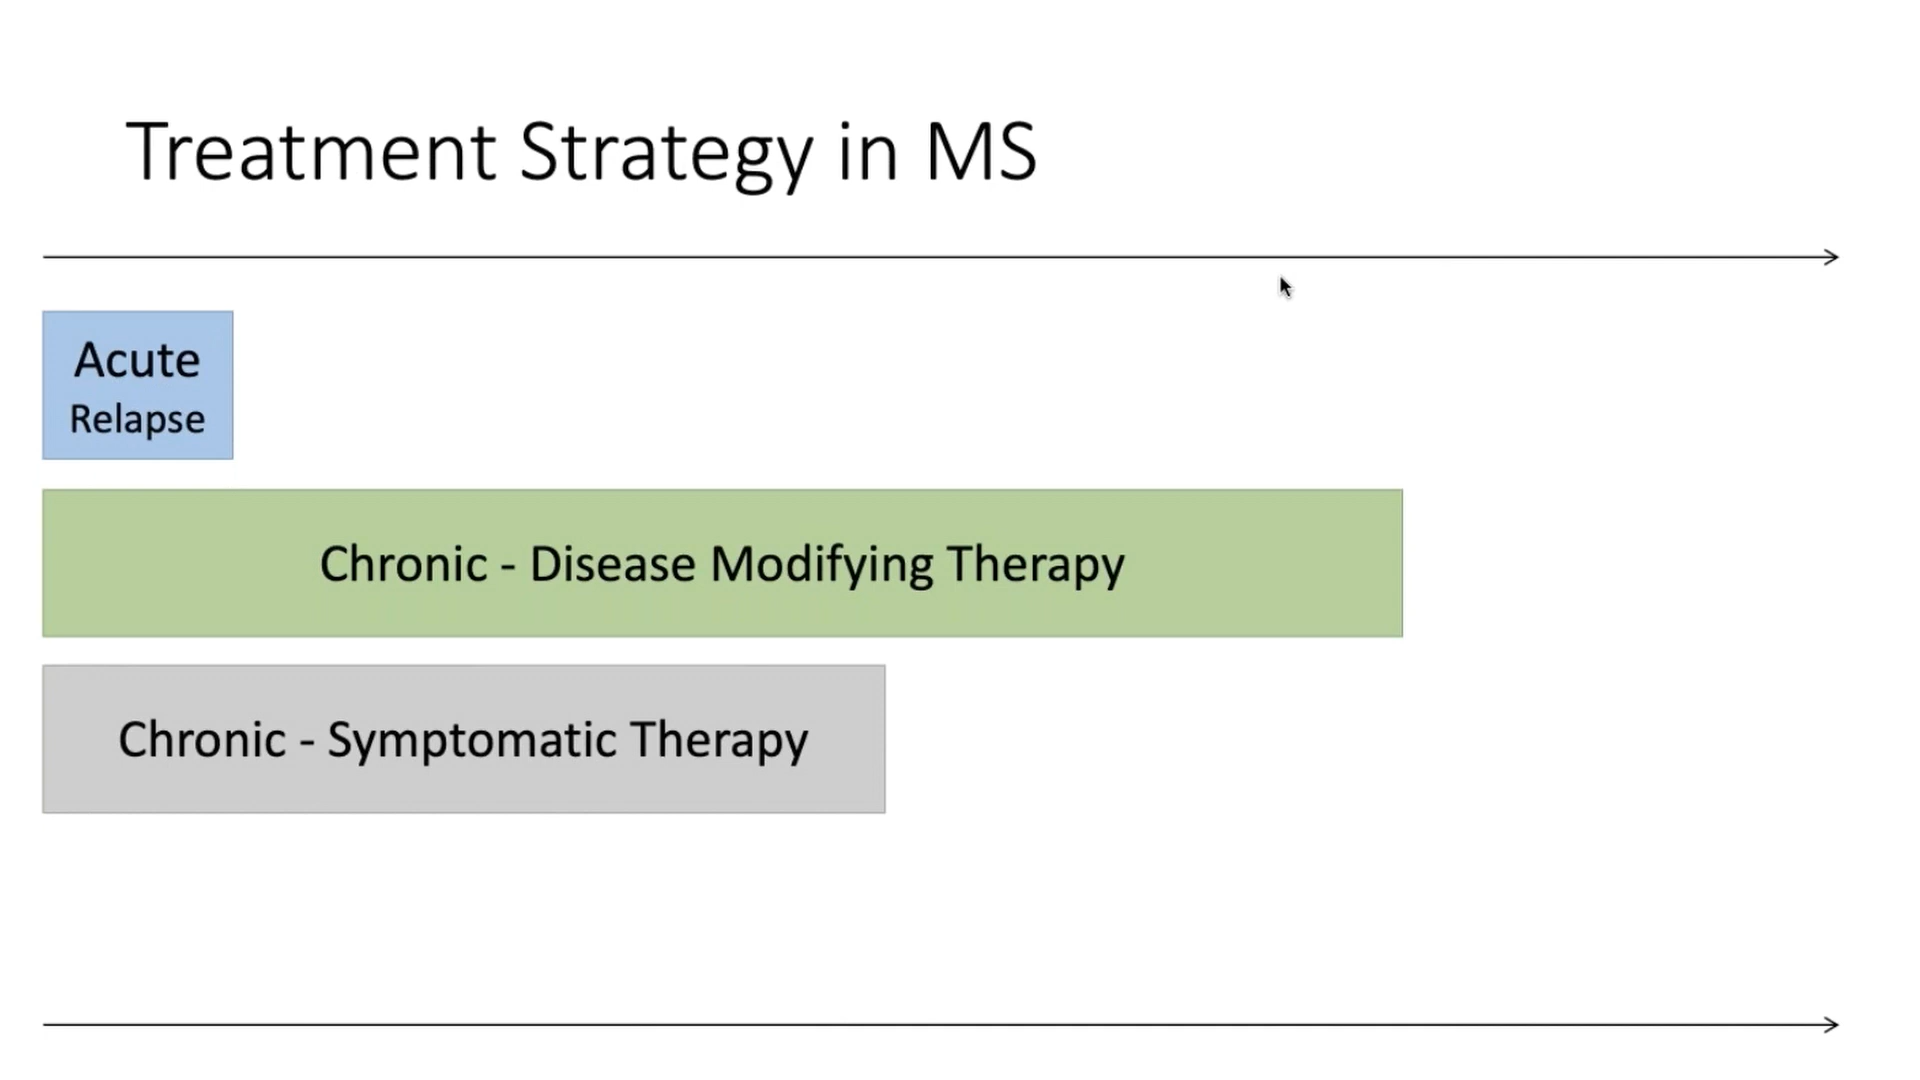 Treatment Strategy in MS
Acute
Relapse
Chronic - Disease Modifying Therapy
Chronic - Symptomatic Therapy